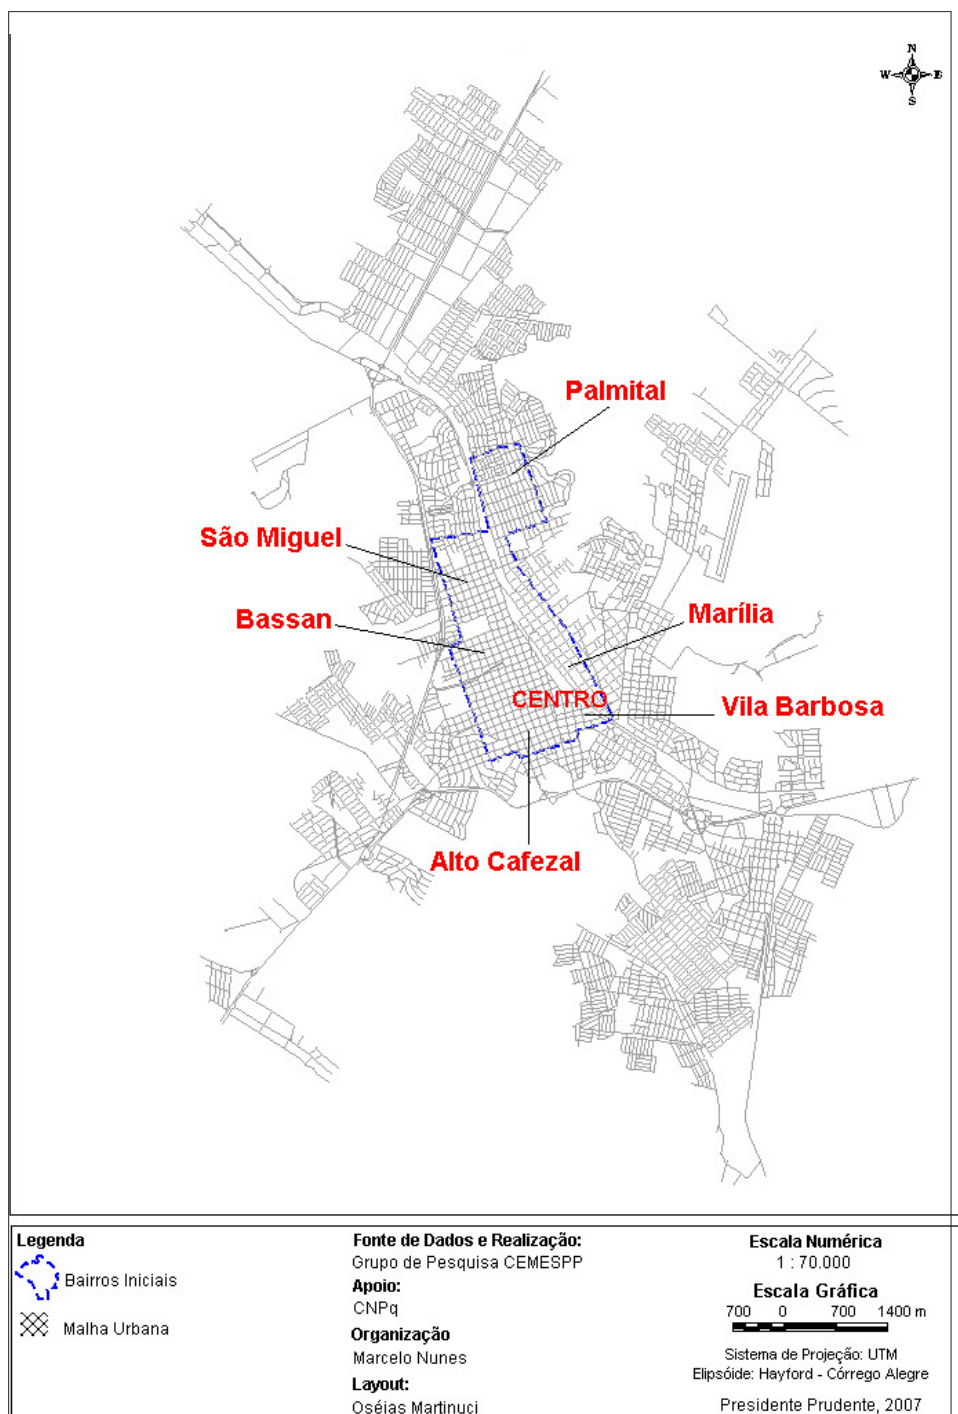 N
W E
S
Palmital
São Miguel
Bassan
Marília
CENTRO
Vila Barbosa
Alto Cafezal
Legenda
Bairros Iniciais
Malha Urbana
Fonte de Dados e Realização:
Grupo de Pesquisa CEMESPP
Apoio:
CNPq
Organização
Marcelo Nunes
Layout:
Oséias Martinuci
Escala Numérica
1 : 70.000
Escala Gráfica
700 0 700 1400 m
Sistema de Projeção: UTM
Elipsóide: Hayford - Córrego Alegre
Presidente Prudente, 2007